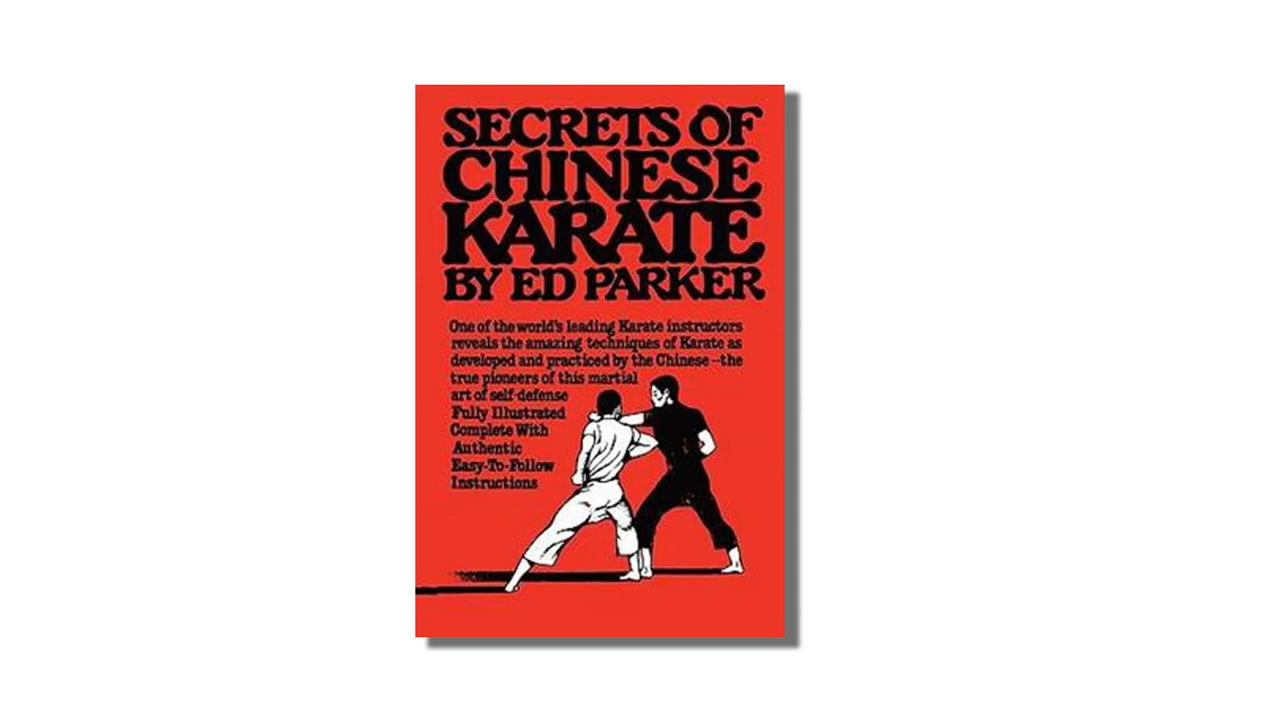 SECRETS OF
CHINESE
KARATE
BY ED PARKER
One of the world's leading Karate instructors
reveals the amazing techniques of Karate as
developed and practiced by the Chinese--the
true pioneers of this martial
art of self-defense
Fully Illustrated
Complete With
Authentic
Easy-To-Follow
Instructions